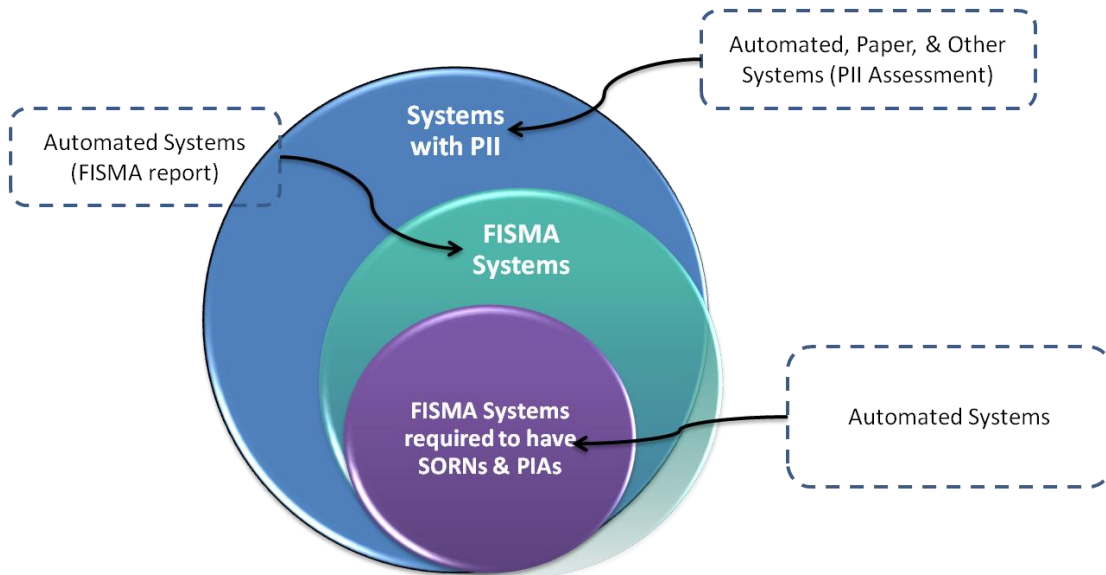 Automated, Paper, & Other
Systems (PII Assessment)
Systems
with PII
Automated Systems
(FISMA report)
FISMA
Systems
FISMA Systems
required to have
SORNs & PIAs
Automated Systems